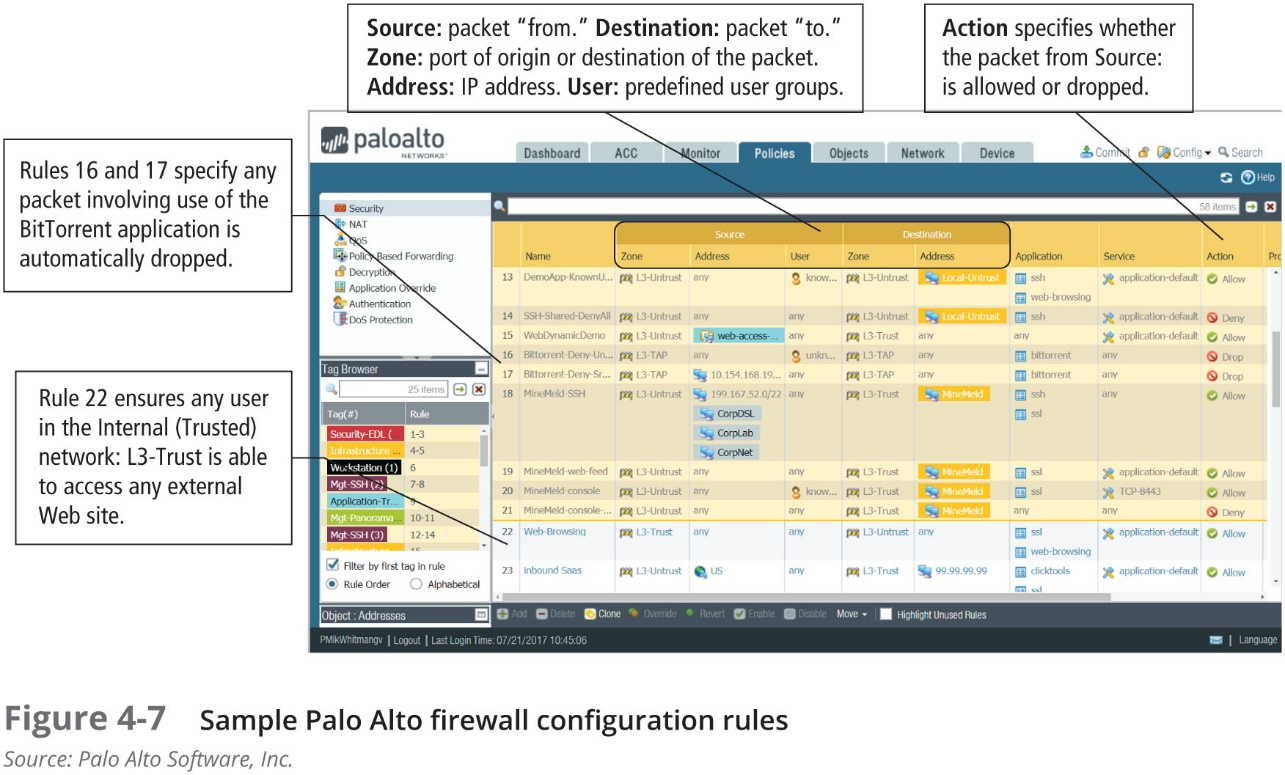 Source: packet “from.” Destination: packet “to.”
Zone: port of origin or destination of the packet.
Address: IP address. User: predefined user groups.
Action specifies whether
the packet from Source:
is allowed or dropped.
Rules 16 and 17 specify any
packet involving use of the
BitTorrent application is
automatically dropped.
Rule 22 ensures any user
in the Internal (Trusted)
network: L3-Trust is able
to access any external
Web site.
paloalto
NETWORKS
Dashboard ACC Monitor Policies Objects Network Device Commit Config Search
Help
Security
NAT
QoS
Policy Based Forwarding
Decryption
Application Override
Authentication
DoS Protection
Tag Browser
25 items
Tag(#) Rule
Security-EDL ( 1-3
Infrastructure ... 4-5
Workstation (1) 6
Mgt-SSH (2) 7-8
Application-Tr... 9
Mgt-Panorama... 10-11
Mgt-SSH (3) 12-14
Infrastructure 15
Filter by first tag in rule
Rule Order Alphabetical
Object : Addresses
58 items
Source Destination
Name Zone Address User Zone Address Application Service Action Pro
13 DemoApp-KnownU... L3-Untrust any know... L3-Untrust Local-Untrust ssh application-default Allow
web-browsing
14 SSH-Shared-DenyAll L3-Untrust any any L3-Untrust Local-Untrust ssh application-default Deny
15 WebDynamicDemo L3-Untrust web-access-... any L3-Trust any any application-default Allow
16 Bittorrent-Deny-Un... L3-TAP any unkn... L3-TAP any bittorrent any Drop
17 Bittorrent-Deny-Sr... L3-TAP 10.154.168.19... any L3-TAP any bittorrent any Drop
18 MineMeld-SSH L3-Untrust 199.167.52.0/22 any L3-Trust MineMeld ssh any Allow
CorpDSL ssl
CorpLab
CorpNet
19 MineMeld-web-feed L3-Untrust any any L3-Trust MineMeld ssl application-default Allow
20 MineMeld-console L3-Untrust any know... L3-Trust MineMeld ssl TCP-8443 Allow
21 MineMeld-console-... L3-Untrust any any L3-Trust MineMeld any any Deny
22 Web-Browsing L3-Trust any any L3-Untrust any ssl application-default Allow
web-browsing
23 inbound Saas L3-Untrust US any L3-Trust 99.99.99.99 clicktools application-default Allow
ssl
Add Delete Clone Override Revert Enable Disable Move Highlight Unused Rules
PMikWhitmangv | Logout | Last Login Time: 07/21/2017 10:45:06 | Language
Figure 4-7 Sample Palo Alto firewall configuration rules
Source: Palo Alto Software, Inc.